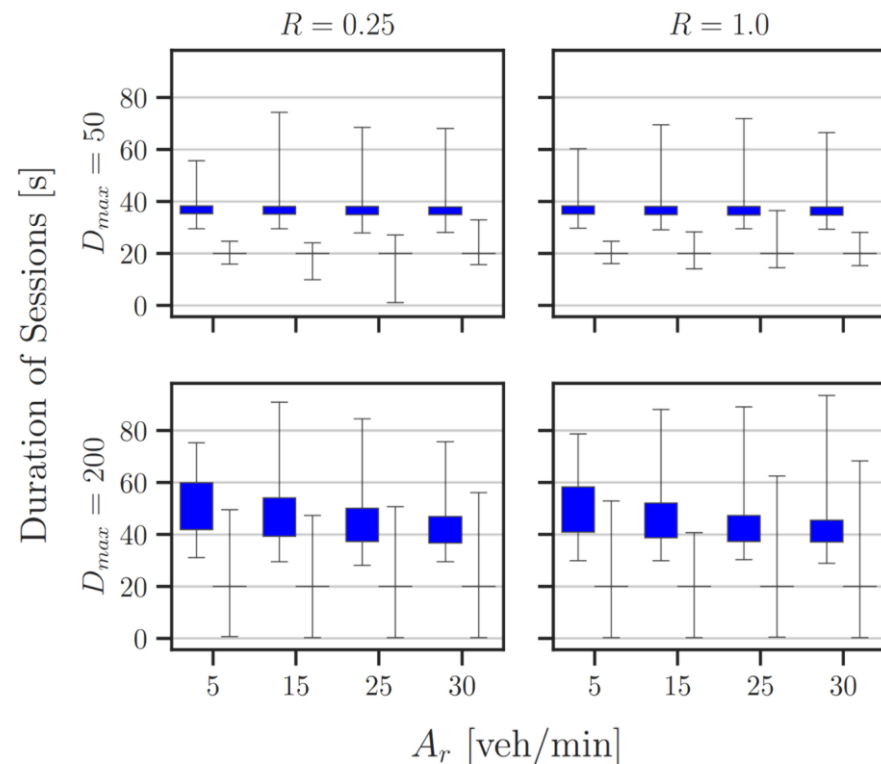 R = 0.25
R = 1.0
Duration of Sessions [s]
D_max = 50
80
60
40
20
0
D_max = 200
80
60
40
20
0
5 15 25 30
5 15 25 30
A_r [veh/min]